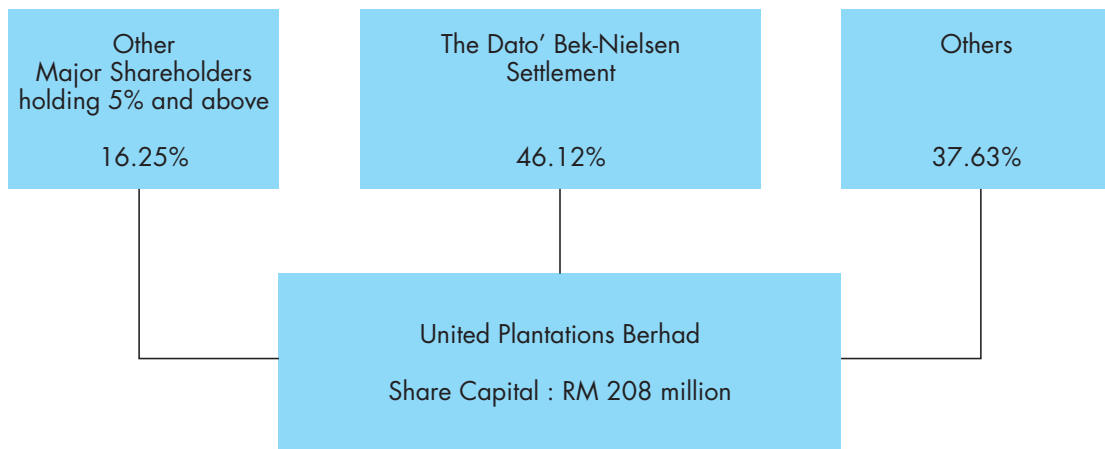 Other
Major Shareholders
holding 5% and above
16.25%
The Dato’ Bek-Nielsen
Settlement
46.12%
Others
37.63%
United Plantations Berhad
Share Capital : RM 208 million